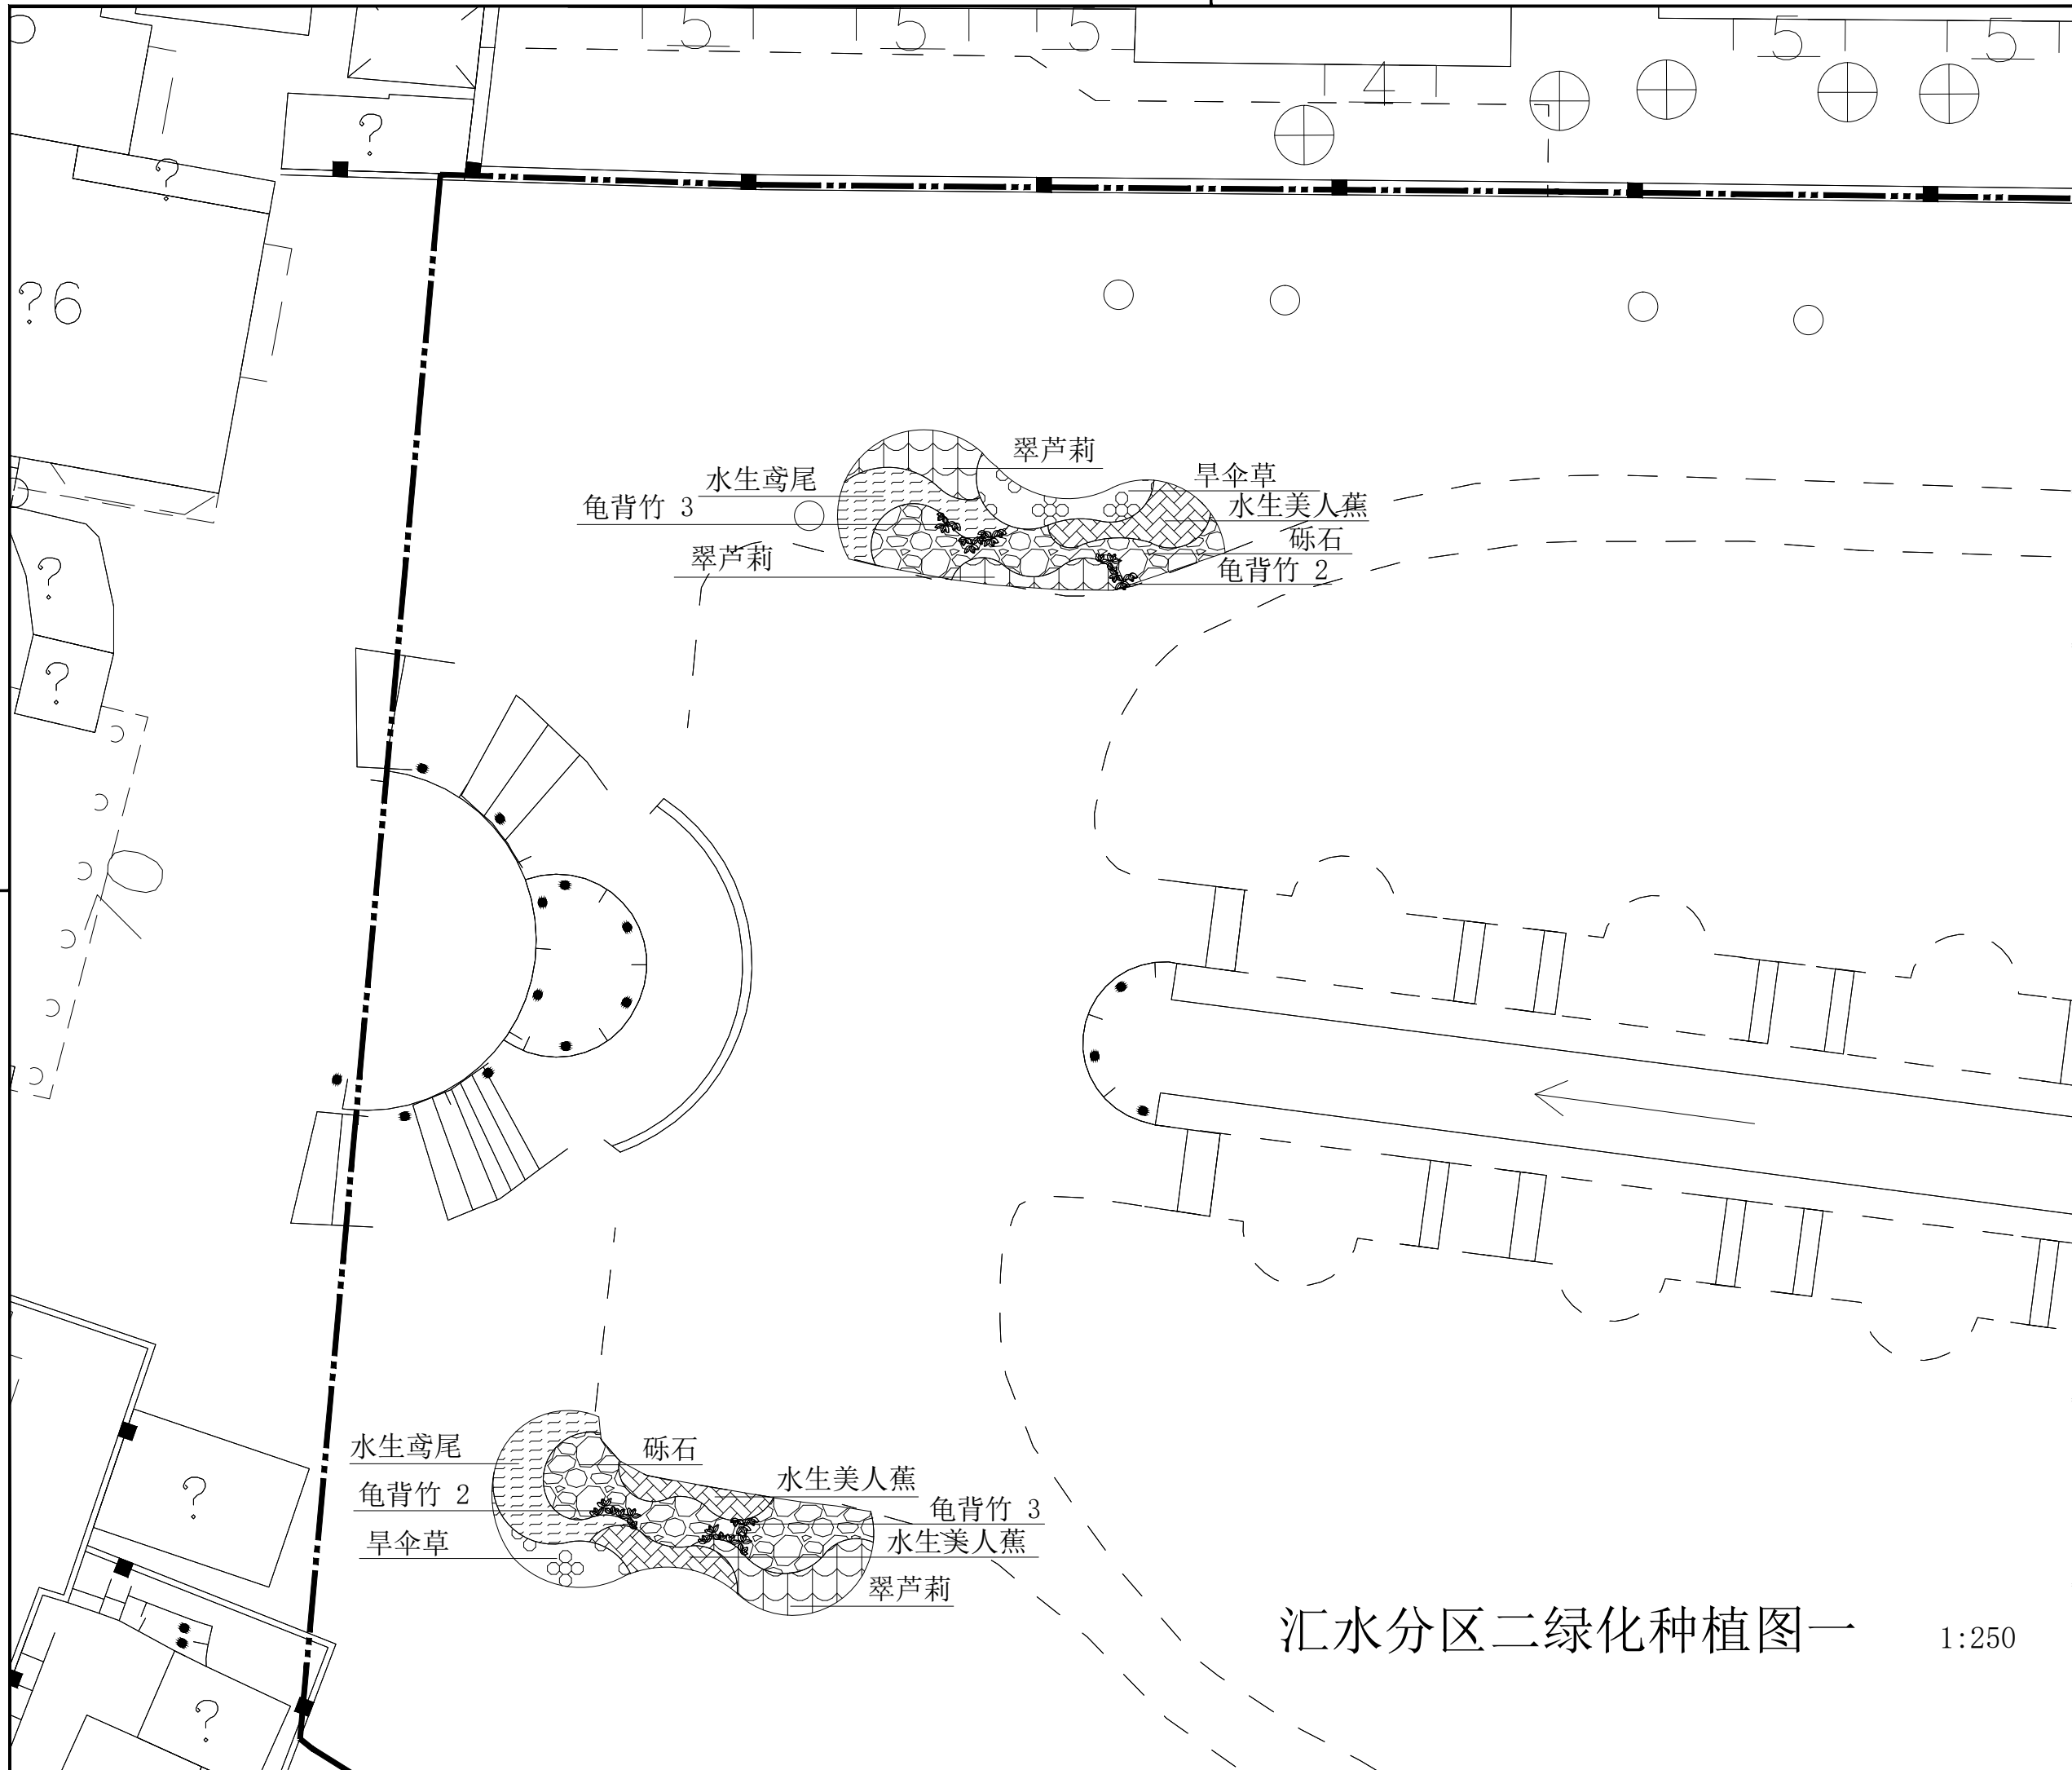 5
5
5
5
5
4
?
?
?6
翠芦莉
水生鸢尾
旱伞草
龟背竹 3
水生美人蕉
砾石
翠芦莉
龟背竹 2
?
?
水生鸢尾
砾石
水生美人蕉
龟背竹 2
龟背竹 3
旱伞草
水生美人蕉
?
翠芦莉
汇水分区二绿化种植图一 1:250
?